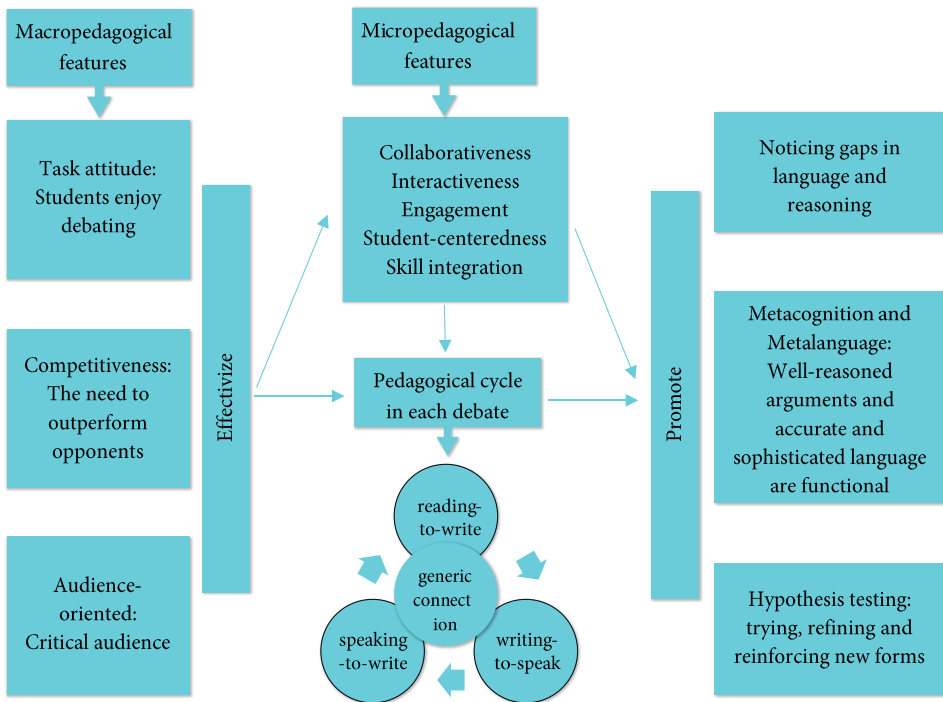 Macropedagogical
features
Task attitude:
Students enjoy
debating
Competitiveness:
The need to
outperform
opponents
Audience-
oriented:
Critical audience
Effectivize
Micropedagogical
features
Collaborativeness
Interactiveness
Engagement
Student-centeredness
Skill integration
Pedagogical cycle
in each debate
reading-
to-write
generic
connect
ion
speaking
-to-write
writing-
to-speak
Promote
Noticing gaps in
language and
reasoning
Metacognition and
Metalanguage:
Well-reasoned
arguments and
accurate and
sophisticated language
are functional
Hypothesis testing:
trying, refining and
reinforcing new forms